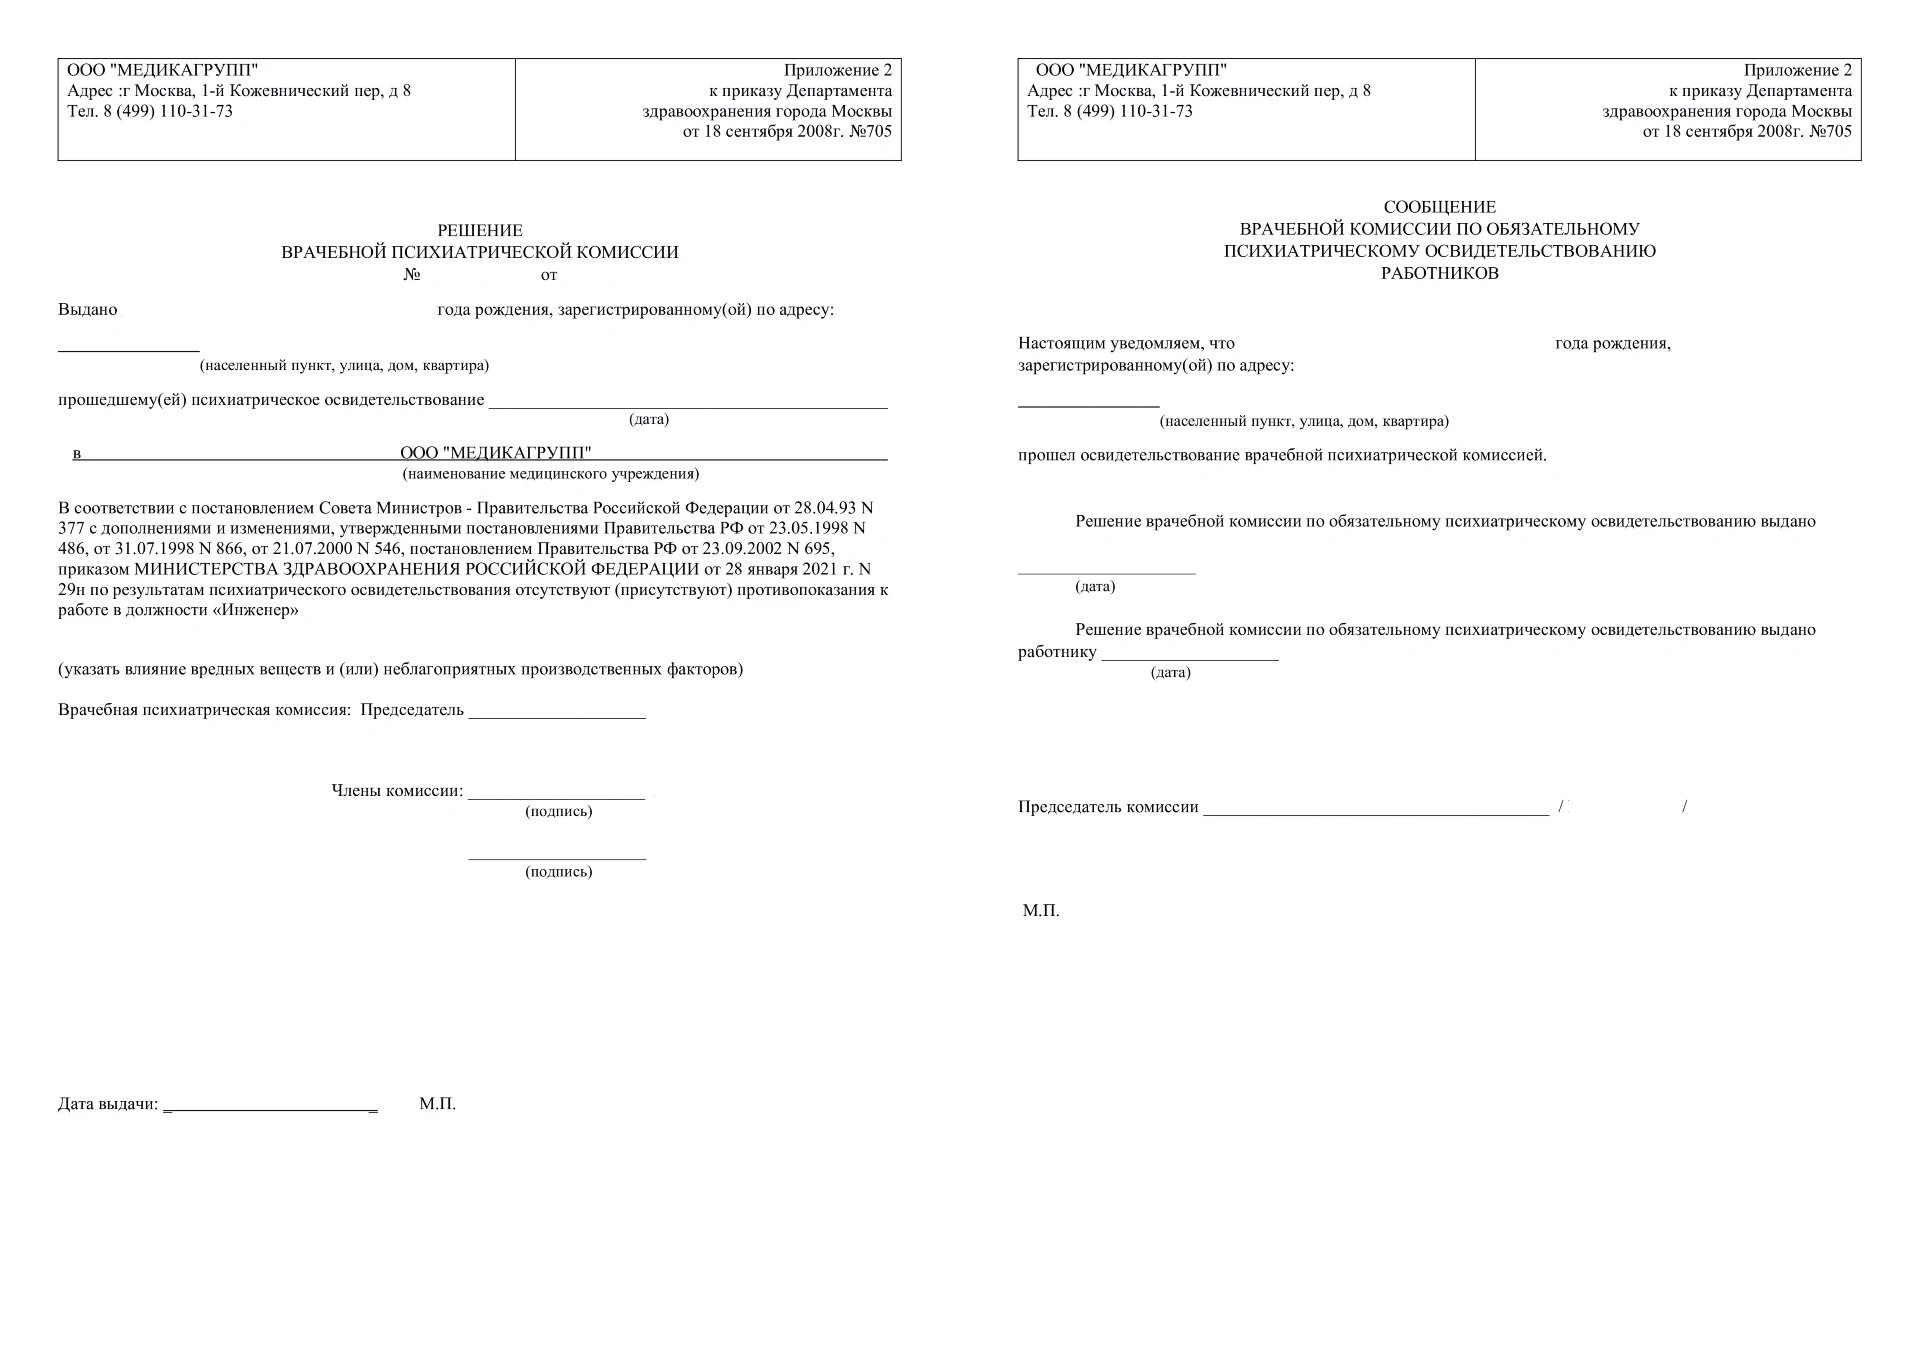 ООО "МЕДИКАГРУПП"
Адрес :г Москва, 1-й Кожевнический пер, д 8
Тел. 8 (499) 110-31-73
Приложение 2
к приказу Департамента
здравоохранения города Москвы
от 18 сентября 2008г. №705
РЕШЕНИЕ
ВРАЧЕБНОЙ ПСИХИАТРИЧЕСКОЙ КОМИССИИ
№ от
Выдано года рождения, зарегистрированному(ой) по адресу:
(населенный пункт, улица, дом, квартира)
прошедшему(ей) психиатрическое освидетельствование
(дата)
в ООО "МЕДИКАГРУПП"
(наименование медицинского учреждения)
В соответствии с постановлением Совета Министров - Правительства Российской Федерации от 28.04.93 N
377 с дополнениями и изменениями, утвержденными постановлениями Правительства РФ от 23.05.1998 N
486, от 31.07.1998 N 866, от 21.07.2000 N 546, постановлением Правительства РФ от 23.09.2002 N 695,
приказом МИНИСТЕРСТВА ЗДРАВООХРАНЕНИЯ РОССИЙСКОЙ ФЕДЕРАЦИИ от 28 января 2021 г. N
29н по результатам психиатрического освидетельствования отсутствуют (присутствуют) противопоказания к
работе в должности «Инженер»
(указать влияние вредных веществ и (или) неблагоприятных производственных факторов)
Врачебная психиатрическая комиссия: Председатель
Члены комиссии:
(подпись)
(подпись)
Дата выдачи: М.П.
ООО "МЕДИКАГРУПП"
Адрес :г Москва, 1-й Кожевнический пер, д 8
Тел. 8 (499) 110-31-73
Приложение 2
к приказу Департамента
здравоохранения города Москвы
от 18 сентября 2008г. №705
СООБЩЕНИЕ
ВРАЧЕБНОЙ КОМИССИИ ПО ОБЯЗАТЕЛЬНОМУ
ПСИХИАТРИЧЕСКОМУ ОСВИДЕТЕЛЬСТВОВАНИЮ
РАБОТНИКОВ
Настоящим уведомляем, что года рождения,
зарегистрированному(ой) по адресу:
(населенный пункт, улица, дом, квартира)
прошел освидетельствование врачебной психиатрической комиссией.
Решение врачебной комиссии по обязательному психиатрическому освидетельствованию выдано
(дата)
Решение врачебной комиссии по обязательному психиатрическому освидетельствованию выдано
работнику
(дата)
Председатель комиссии / /
М.П.